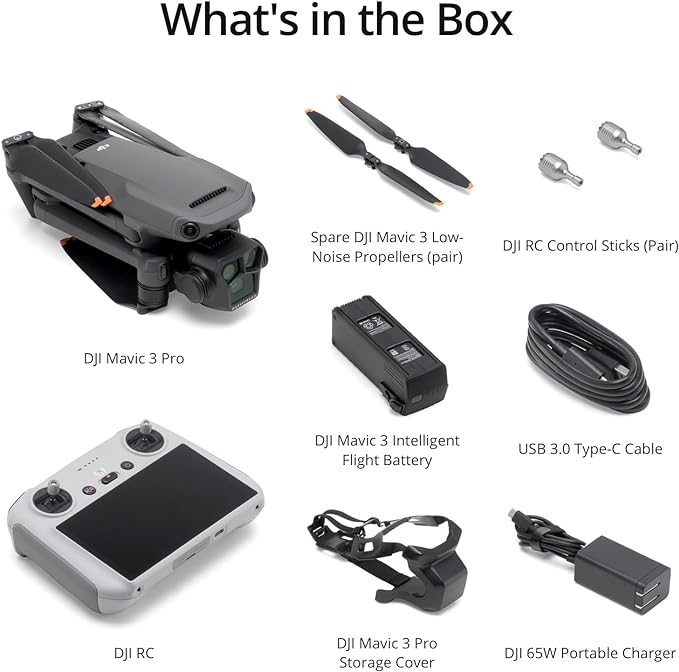 What's in the Box
dji
DJI Mavic 3 Pro
Spare DJI Mavic 3 Low-
Noise Propellers (pair)
DJI RC Control Sticks (Pair)
DJI Mavic 3 Intelligent
Flight Battery
USB 3.0 Type-C Cable
DJI RC
DJI Mavic 3 Pro
Storage Cover
DJI 65W Portable Charger